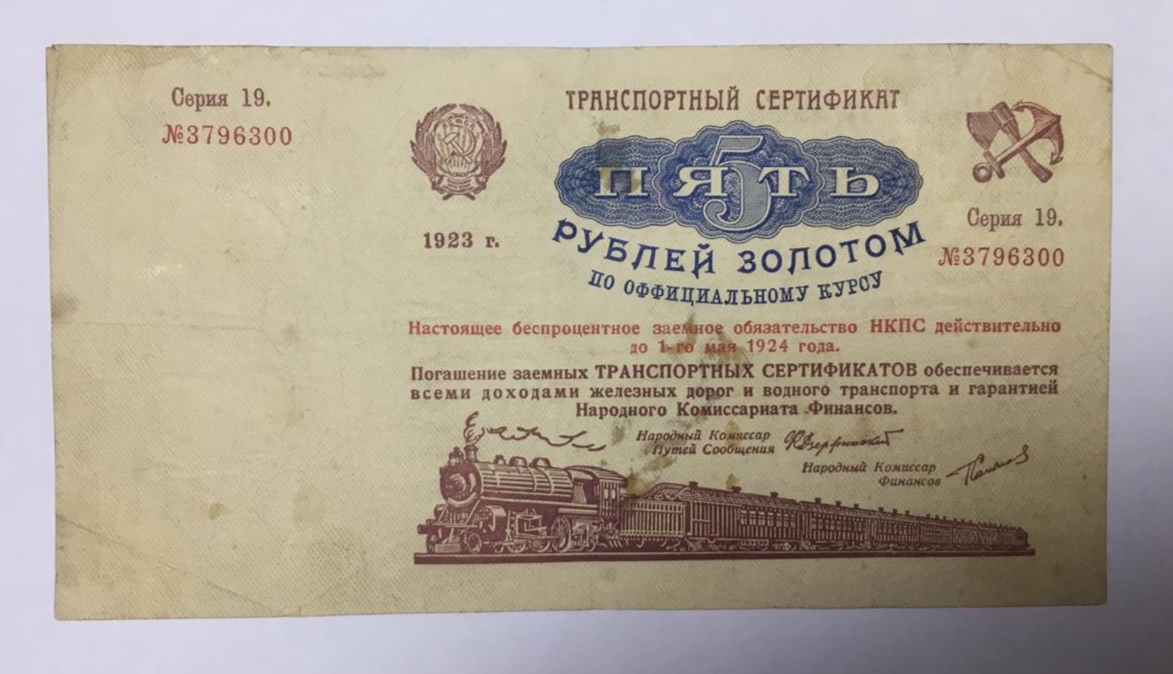 Серия 19.
№3796300
ТРАНСПОРТНЫЙ СЕРТИФИКАТ
5
ПЯТЬ
РУБЛЕЙ ЗОЛОТОМ
ПО ОФФИЦИАЛЬНОМУ КУРСУ
1923 г.
Серия 19.
№3796300
Настоящее беспроцентное заемное обязательство НКПС действительно
до 1-го мая 1924 года.
Погашение заемных ТРАНСПОРТНЫХ СЕРТИФИКАТОВ обеспечивается
всеми доходами железных дорог и водного транспорта и гарантией
Народного Комиссариата Финансов.
Народный Комиссар
Путей Сообщения
Народный Комиссар
Финансов